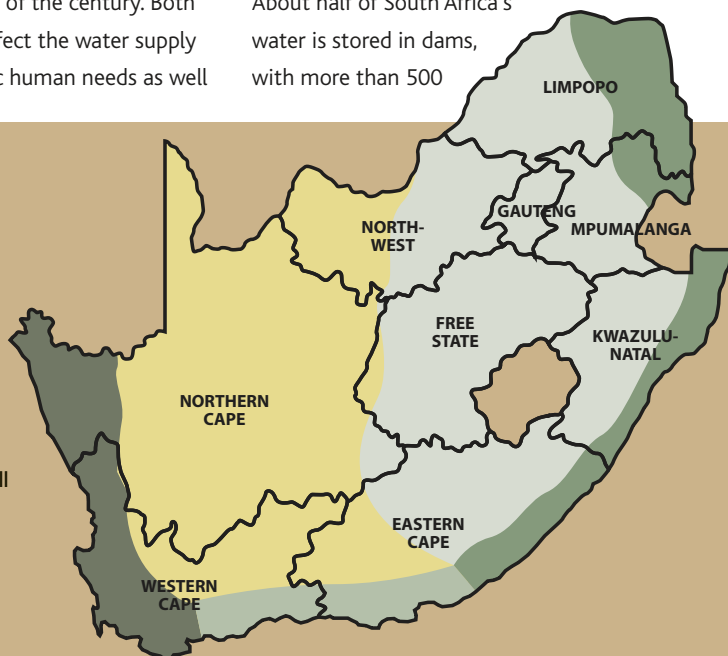 of the century. Both
fect the water supply
c human needs as well
About half of South Africa's
water is stored in dams,
with more than 500
LIMPOPO
GAUTENG
MPUMALANGA
NORTH-
WEST
FREE
STATE
KWAZULU-
NATAL
NORTHERN
CAPE
EASTERN
CAPE
WESTERN
CAPE